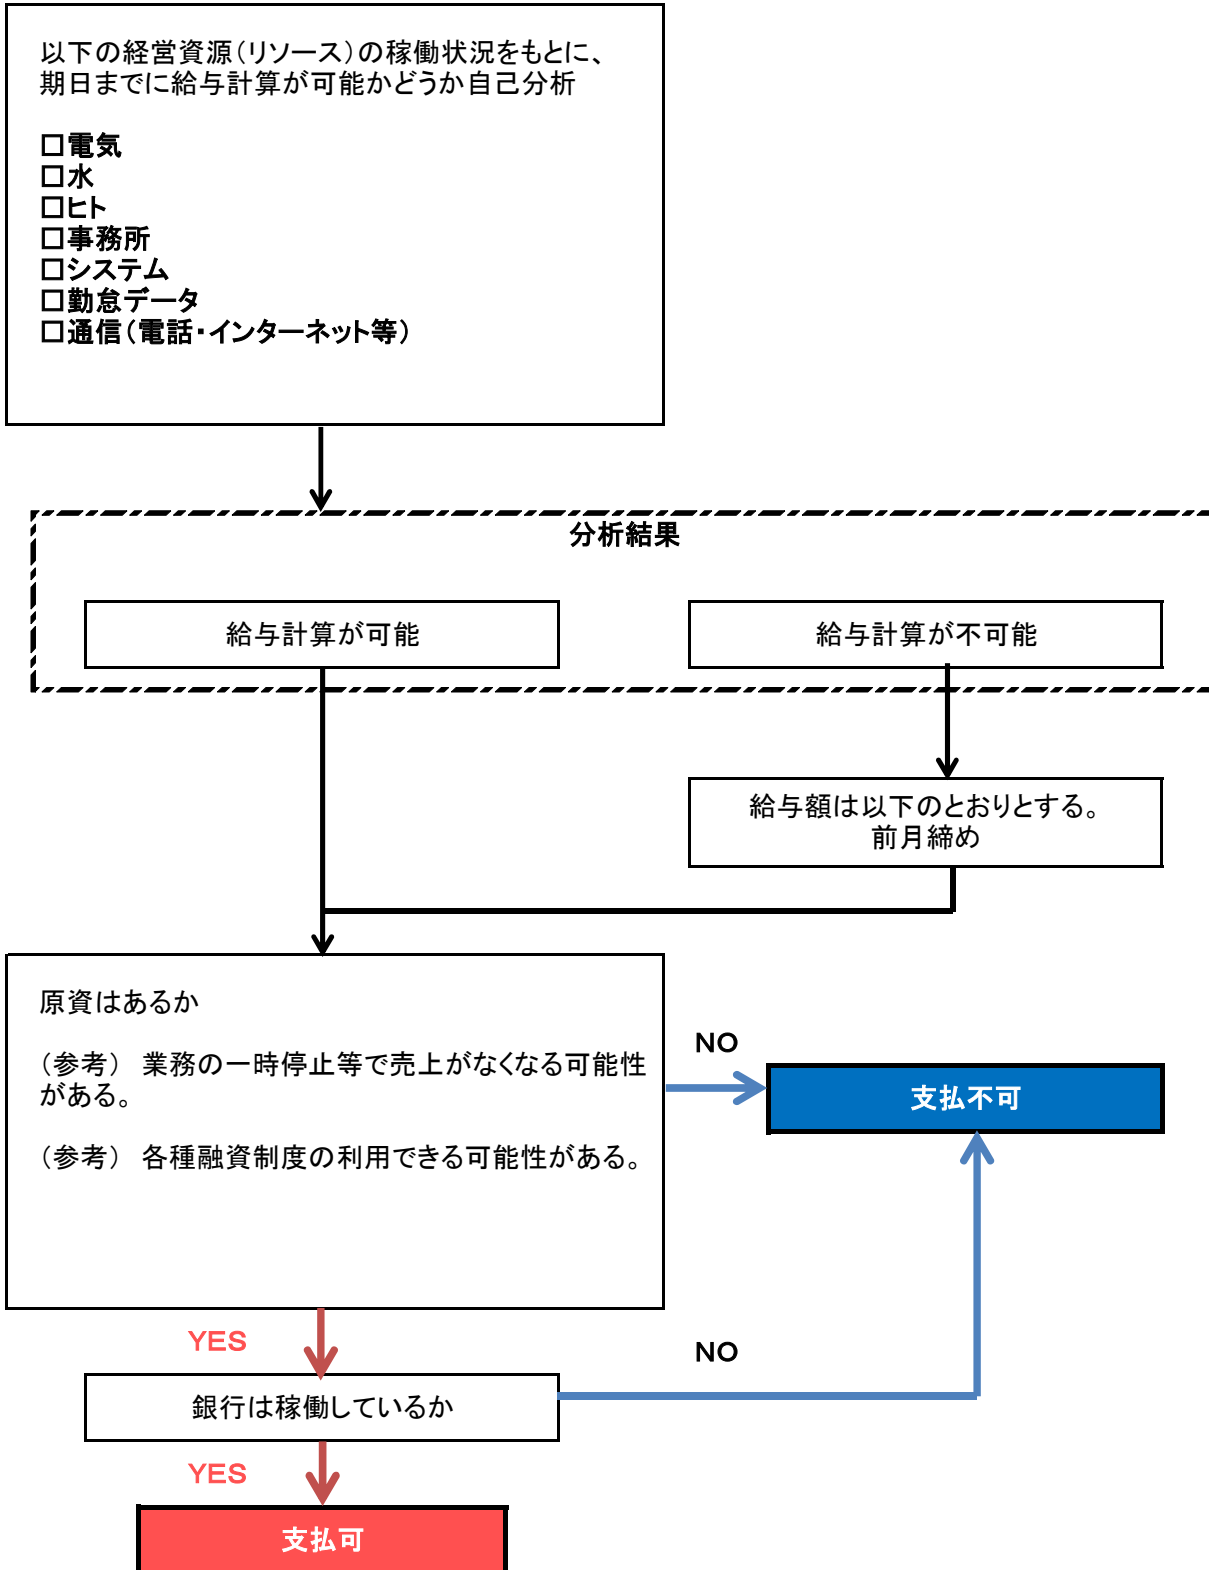 以下の経営資源（リソース）の稼働状況をもとに、
期日までに給与計算が可能かどうか自己分析
□電気
□水
□ヒト
□事務所
□システム
□勤怠データ
□通信（電話・インターネット等）
分析結果
給与計算が可能
給与計算が不可能
給与額は以下のとおりとする。
前月締め
原資はあるか
（参考） 業務の一時停止等で売上がなくなる可能性
がある。
（参考） 各種融資制度の利用できる可能性がある。
NO
支払不可
YES
NO
銀行は稼働しているか
YES
支払可